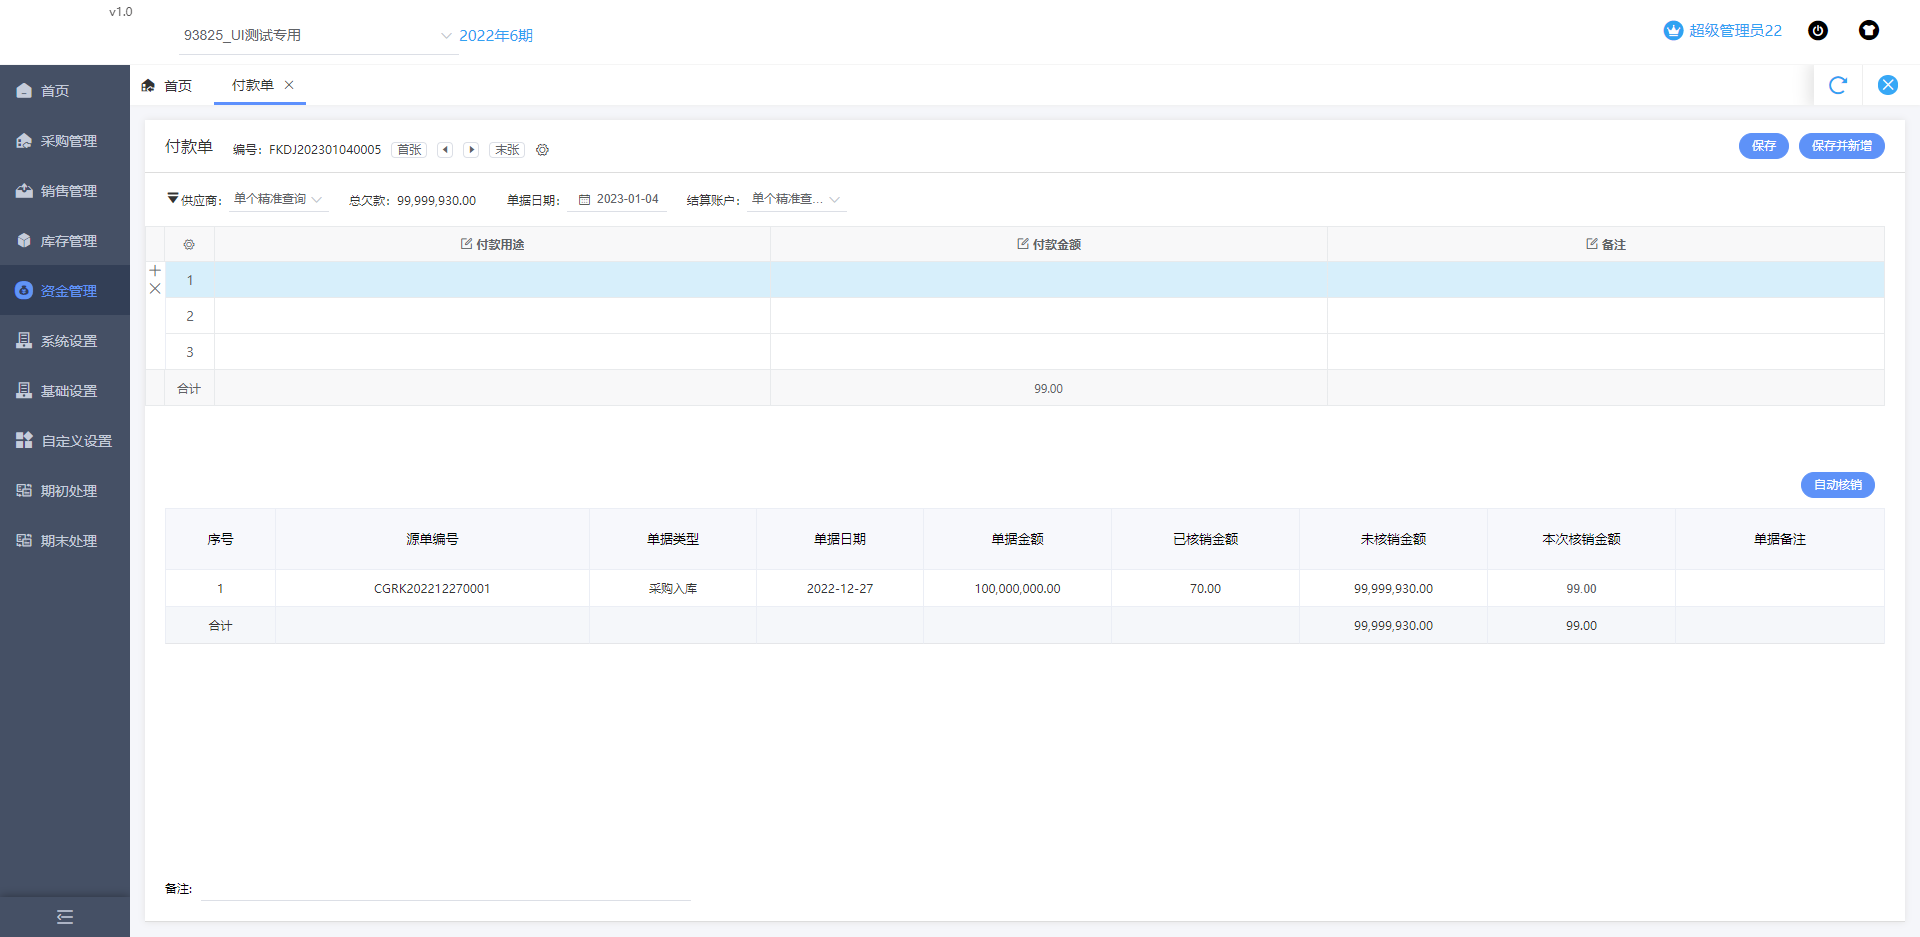 v1.0
93825_UI测试专用
2022年6期
超级管理员22
首页
采购管理
销售管理
库存管理
资金管理
系统设置
基础设置
自定义设置
期初处理
期末处理
首页
付款单
付款单
编号: FKDJ202301040005
首张
末张
保存
保存并新增
供应商: 单个精准查询
总欠款: 99,999,930.00
单据日期: 2023-01-04
结算账户: 单个精准查...
付款用途 付款金额 备注
1
2
3
合计 99.00
自动核销
序号 源单编号 单据类型 单据日期 单据金额 已核销金额 未核销金额 本次核销金额 单据备注
1 CGRK202212270001 采购入库 2022-12-27 100,000,000.00 70.00 99,999,930.00 99.00
合计 99,999,930.00 99.00
备注: